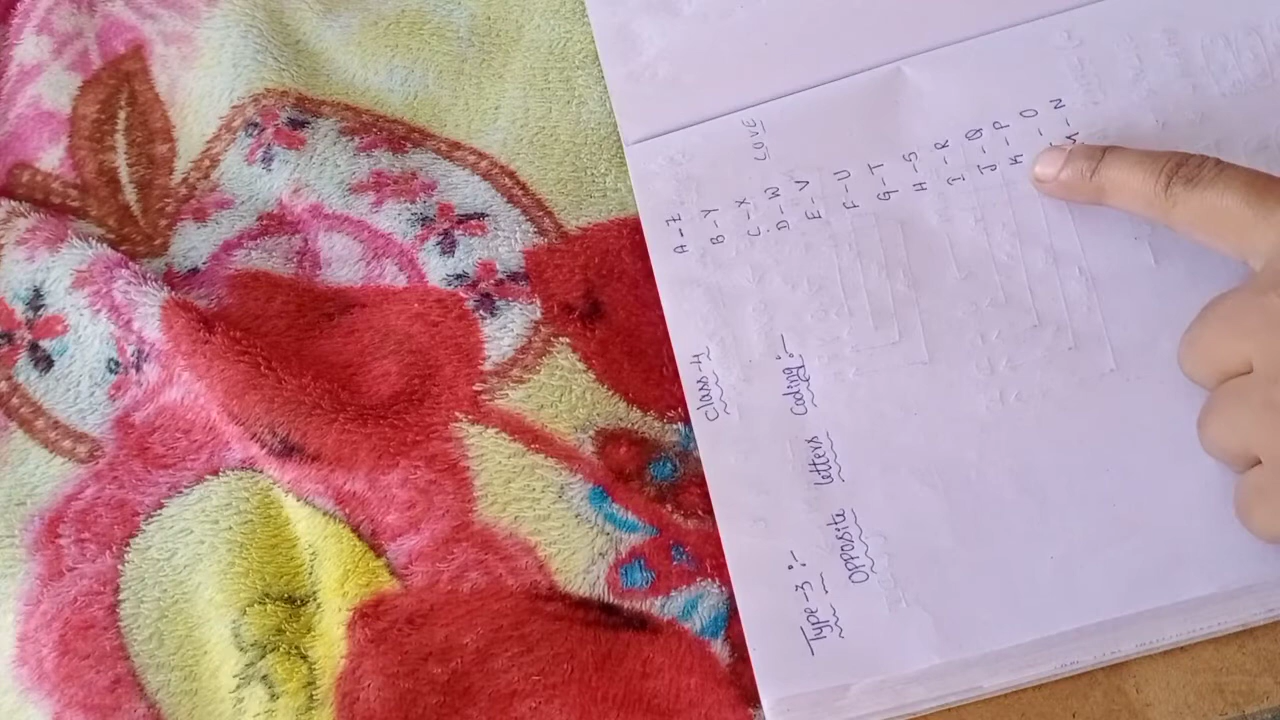 Class-4
Type-3 :-
Opposite letters coding:-
A-Z
B-Y
C-X LOVE
D-W
E-V
F-U
G-T
H-S
I-R
J-Q
K-P
-O
M-N